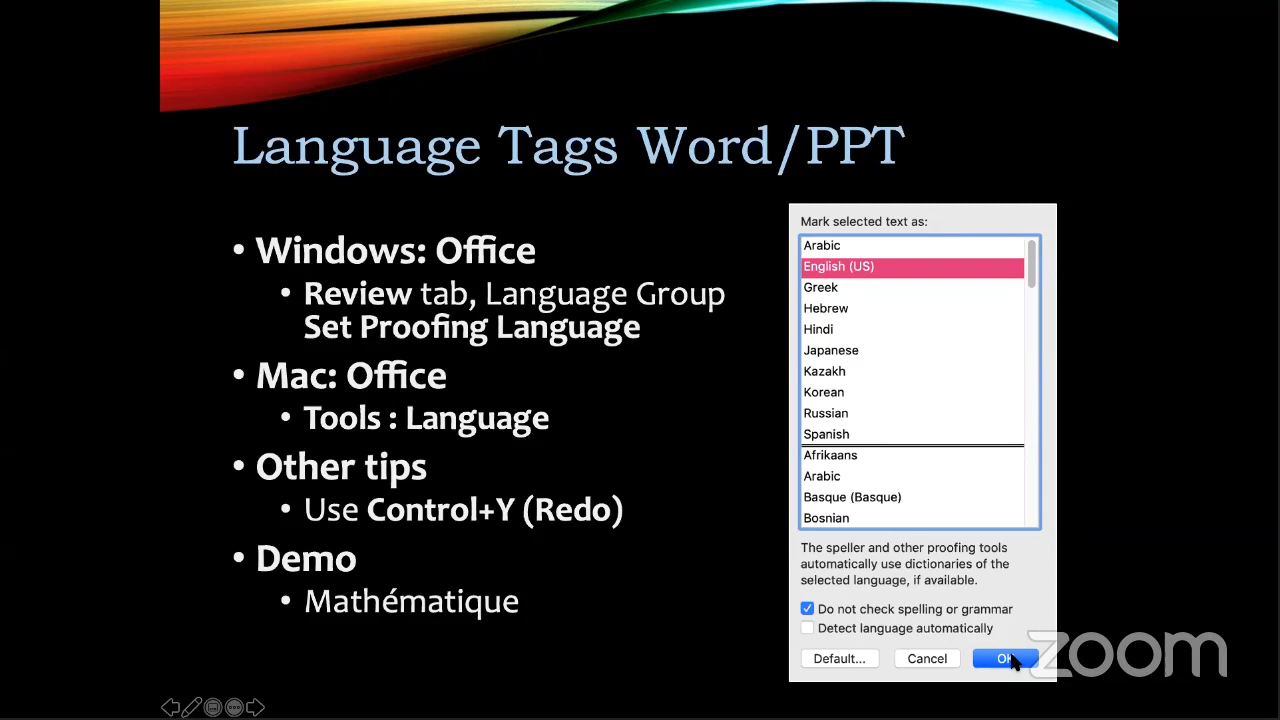 Language Tags Word/PPT
• Windows: Office
• Review tab, Language Group
Set Proofing Language
• Mac: Office
• Tools : Language
• Other tips
• Use Control+Y (Redo)
• Demo
• Mathématique
Mark selected text as:
Arabic
English (US)
Greek
Hebrew
Hindi
Japanese
Kazakh
Korean
Russian
Spanish
Afrikaans
Arabic
Basque (Basque)
Bosnian
The speller and other proofing tools
automatically use dictionaries of the
selected language, if available.
Do not check spelling or grammar
Detect language automatically
Default... Cancel OK
zoom